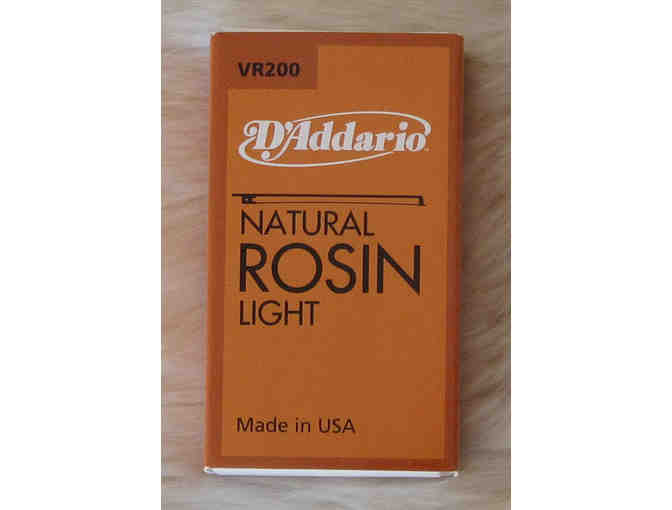 VR200
D'Addario
NATURAL
ROSIN
LIGHT
Made in USA